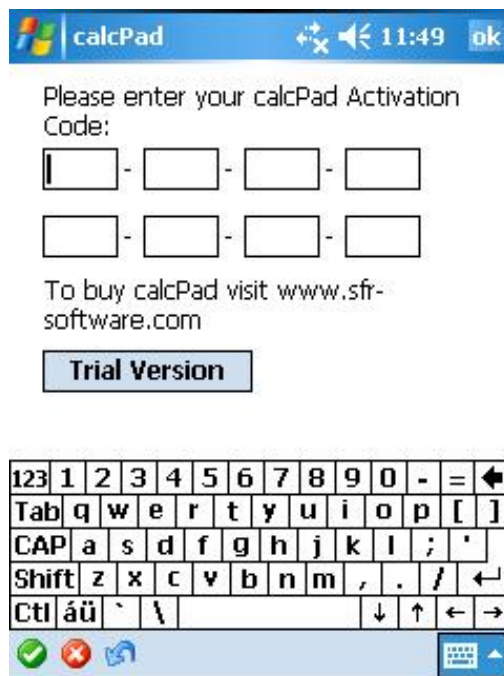 calcPad 11:49 ok
Please enter your calcPad Activation
Code:
- - -
- - -
To buy calcPad visit www.sfr-
software.com
Trial Version
123 1 2 3 4 5 6 7 8 9 0 - =
Tab q w e r t y u i o p [ ]
CAP a s d f g h j k l ; '
Shift z x c v b n m , . /
Ctl áü ` \